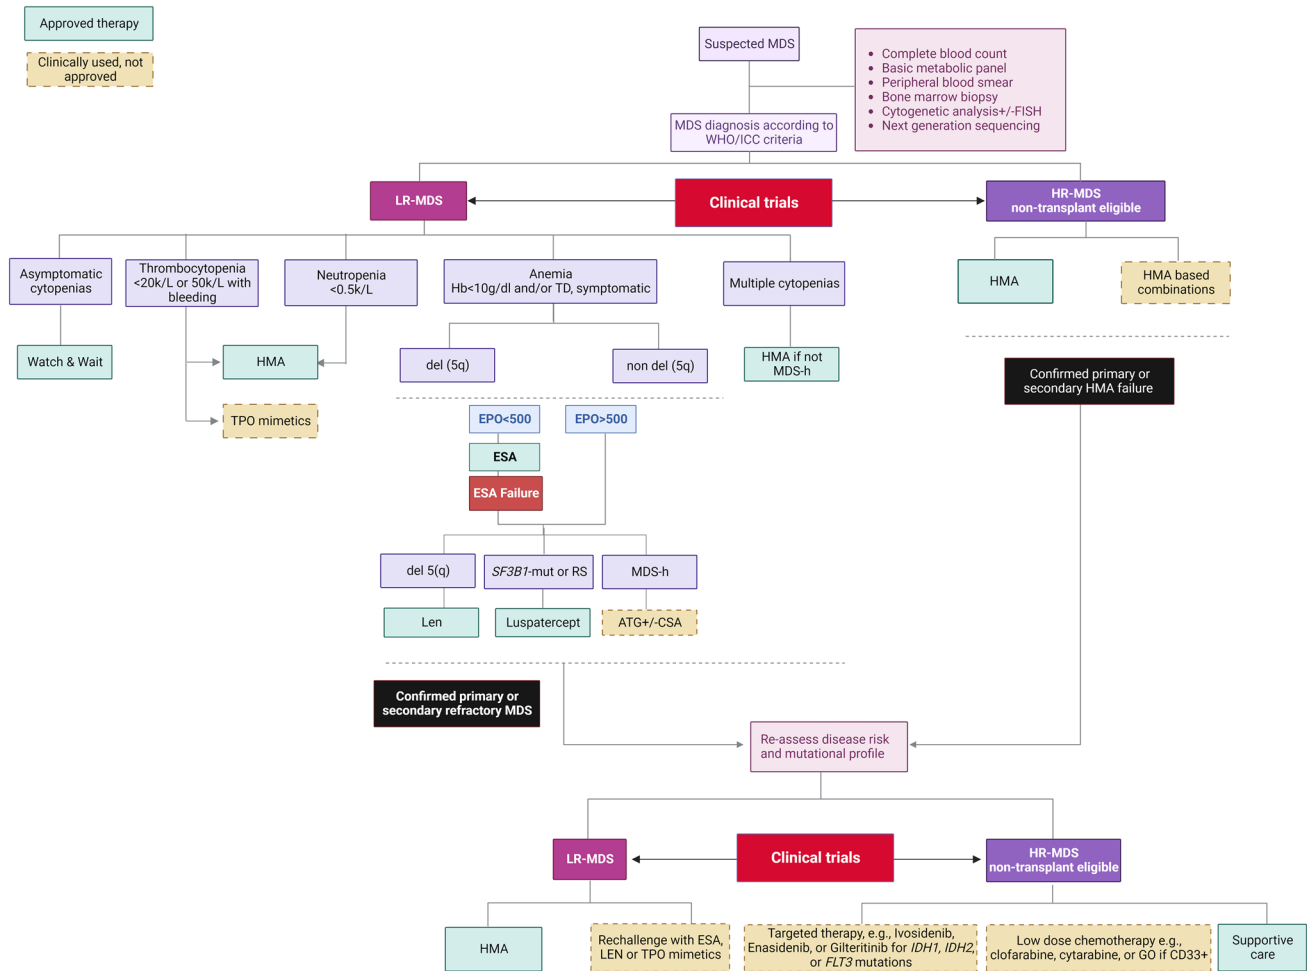 Approved therapy
Clinically used, not
approved
Suspected MDS
• Complete blood count
• Basic metabolic panel
• Peripheral blood smear
• Bone marrow biopsy
• Cytogenetic analysis+/-FISH
• Next generation sequencing
MDS diagnosis according to
WHO/ICC criteria
LR-MDS
Clinical trials
HR-MDS
non-transplant eligible
Asymptomatic
cytopenias
Thrombocytopenia
<20k/L or 50k/L with
bleeding
Neutropenia
<0.5k/L
Anemia
Hb<10g/dl and/or TD, symptomatic
Multiple cytopenias
HMA
HMA based
combinations
Watch & Wait
HMA
del (5q)
non del (5q)
HMA if not
MDS-h
Confirmed primary or
secondary HMA failure
TPO mimetics
EPO<500
EPO>500
ESA
ESA Failure
del 5(q)
SF3B1-mut or RS
MDS-h
Len
Luspatercept
ATG+/-CSA
Confirmed primary or
secondary refractory MDS
Re-assess disease risk
and mutational profile
LR-MDS
Clinical trials
HR-MDS
non-transplant eligible
HMA
Rechallenge with ESA,
LEN or TPO mimetics
Targeted therapy, e.g., Ivosidenib,
Enasidenib, or Gilteritinib for IDH1, IDH2,
or FLT3 mutations
Low dose chemotherapy e.g.,
clofarabine, cytarabine, or GO if CD33+
Supportive
care